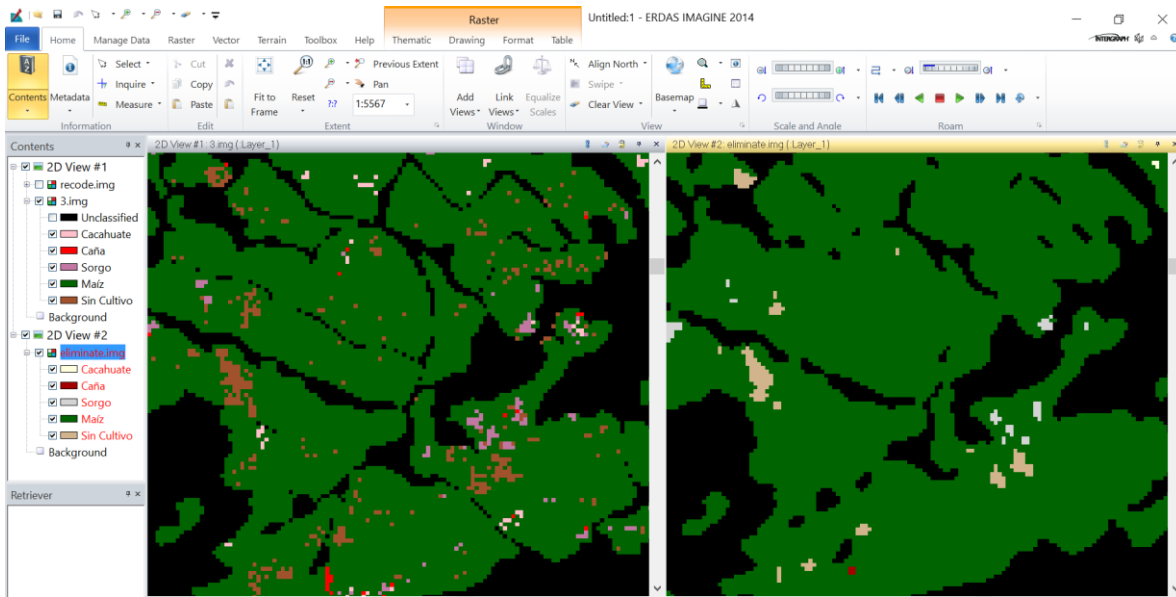 Raster
Untitled:1 - ERDAS IMAGINE 2014
File Home Manage Data Raster Vector Terrain Toolbox Help Thematic Drawing Format Table
INTERGRAPH
Contents Metadata
Select
Inquire
Measure
Information
Cut
Copy
Paste
Edit
Fit to Frame
1:1
Reset
?:?
Previous Extent
Pan
1:5567
Extent
Add Views
Link Views
Equalize Scales
Window
Align North
Swipe
Clear View
Basemap
View
Scale and Angle
Roam
Contents
2D View #1
recode.img
3.img
Unclassified
Cacahuate
Caña
Sorgo
Maíz
Sin Cultivo
Background
2D View #2
eliminate.img
Cacahuate
Caña
Sorgo
Maíz
Sin Cultivo
Background
Retriever
2D View #1: 3.img (:Layer_1)
2D View #2: eliminate.img (:Layer_1)